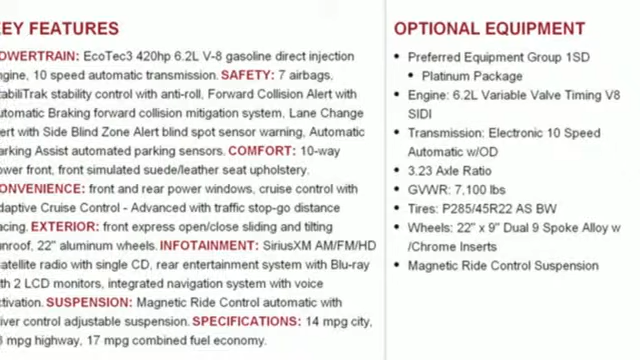 EY FEATURES
OWERTRAIN: EcoTec3 420hp 6.2L V-8 gasoline direct injection
ngine, 10 speed automatic transmission. SAFETY: 7 airbags,
tabiliTrak stability control with anti-roll, Forward Collision Alert with
utomatic Braking forward collision mitigation system, Lane Change
ert with Side Blind Zone Alert blind spot sensor warning, Automatic
arking Assist automated parking sensors. COMFORT: 10-way
ower front, front simulated suede/leather seat upholstery.
ONVENIENCE: front and rear power windows, cruise control with
daptive Cruise Control - Advanced with traffic stop-go distance
acing. EXTERIOR: front express open/close sliding and tilting
unroof, 22" aluminum wheels. INFOTAINMENT: SiriusXM AM/FM/HD
atellite radio with single CD, rear entertainment system with Blu-ray
th 2 LCD monitors, integrated navigation system with voice
ctivation. SUSPENSION: Magnetic Ride Control automatic with
iver control adjustable suspension. SPECIFICATIONS: 14 mpg city,
mpg highway, 17 mpg combined fuel economy.
OPTIONAL EQUIPMENT
• Preferred Equipment Group 1SD
• Platinum Package
• Engine: 6.2L Variable Valve Timing V8
SIDI
• Transmission: Electronic 10 Speed
Automatic w/OD
• 3.23 Axle Ratio
• GVWR: 7,100 lbs
• Tires: P285/45R22 AS BW
• Wheels: 22" x 9" Dual 9 Spoke Alloy w
/Chrome Inserts
• Magnetic Ride Control Suspension